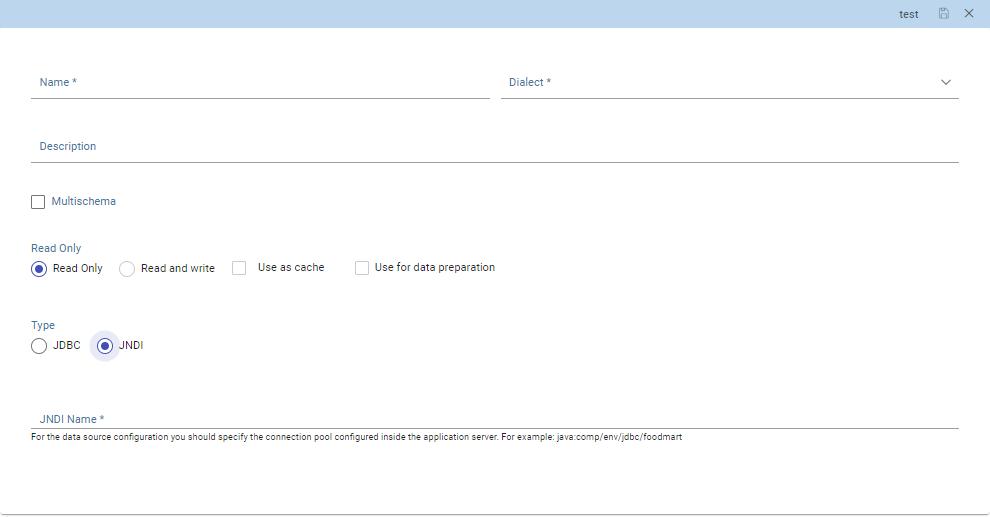 test
Name * Dialect *
Description
Multischema
Read Only
Read Only Read and write Use as cache Use for data preparation
Type
JDBC JNDI
JNDI Name *
For the data source configuration you should specify the connection pool configured inside the application server. For example: java:comp/env/jdbc/foodmart